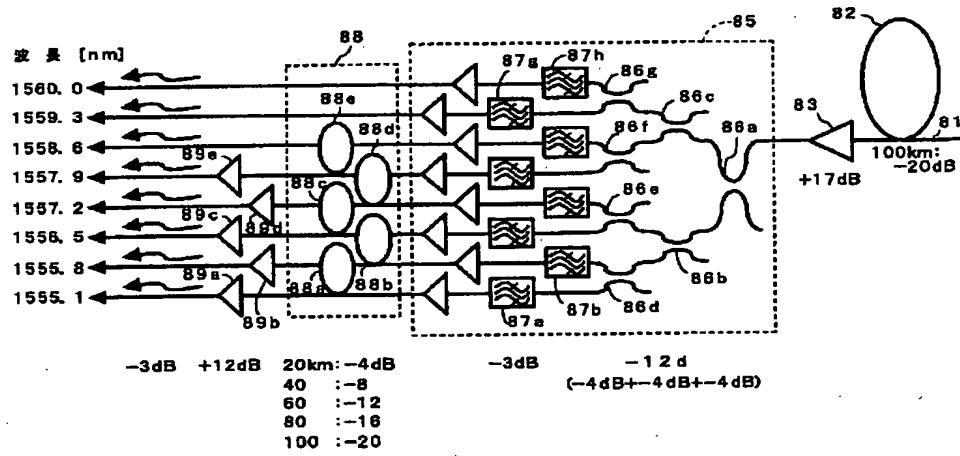 波長 [nm]
1560.0
1559.3
1558.6
1557.9
1557.2
1556.5
1555.8
1555.1
88
85
82
87g
87h
86g
86c
86a
83
81
88e
88d
86f
100km:
-20dB
+17dB
89e
88c
86e
89c
89d
89a
88a
88b
86b
89b
87a
87b
86d
-3dB +12dB 20km:-4dB -3dB -12d
40 :-8 (-4dB+-4dB+-4dB)
60 :-12
80 :-16
100 :-20